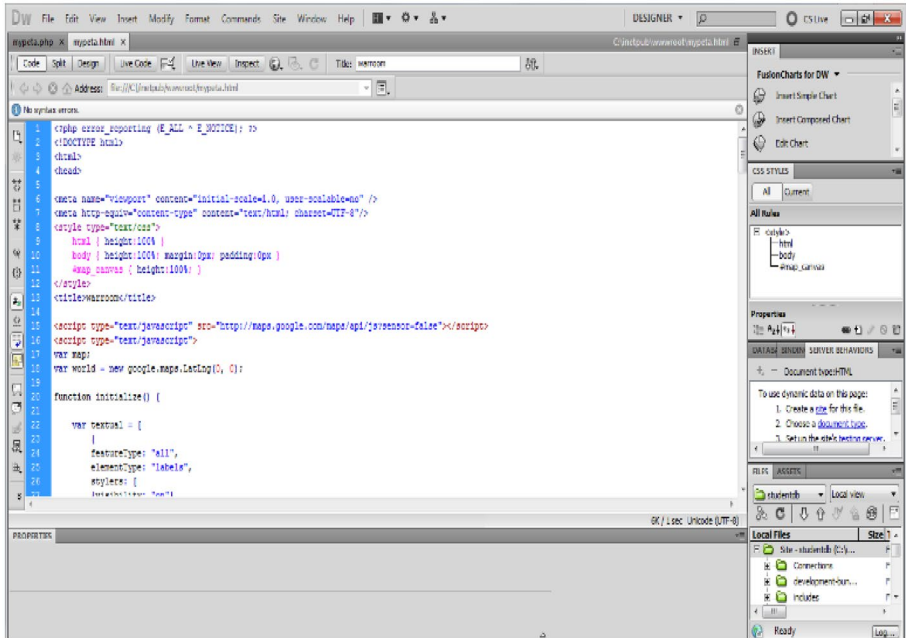 DW File Edit View Insert Modify Format Commands Site Window Help DESIGNER CS Live
mypeta.php × mypeta.html × C:\inetpub\wwwroot\mypeta.html
Code Split Design Live Code Live View Inspect Title: warroom
Address: file:///C|/inetpub/wwwroot/mypeta.html
No syntax errors.
1 <?php error_reporting (E_ALL ^ E_NOTICE); ?>
2 <!DOCTYPE html>
3 <html>
4 <head>
5
6 <meta name="viewport" content="initial-scale=1.0, user-scalable=no" />
7 <meta http-equiv="content-type" content="text/html; charset=UTF-8"/>
8 <style type="text/css">
9 html { height:100% }
10 body { height:100%; margin:0px; padding:0px }
11 #map_canvas { height:100%; }
12 </style>
13 <title>warroom</title>
14
15 <script type="text/javascript" src="http://maps.google.com/maps/api/js?sensor=false"></script>
16 <script type="text/javascript">
17 var map;
18 var world = new google.maps.LatLng(0, 0);
19
20 function initialize() {
21
22 var textual = [
23 {
24 featureType: "all",
25 elementType: "labels",
26 stylers: [
27 {visibility: "on"}
6K / 1 sec Unicode (UTF-8)
PROPERTIES
INSERT
FusionCharts for DW
Insert Simple Chart
Insert Composed Chart
Edit Chart
CSS STYLES
All Current
All Rules
<style>
html
body
#map_canvas
Properties
DATABA BINDIN SERVER BEHAVIORS
Document type:HTML
To use dynamic data on this page:
1. Create a site for this file.
2. Choose a document type.
3. Set up the site's testing server.
FILES ASSETS
studentdb Local view
Local Files Size T
Site - studentdb (C:\...
Connections
development-bun...
includes
Ready Log...